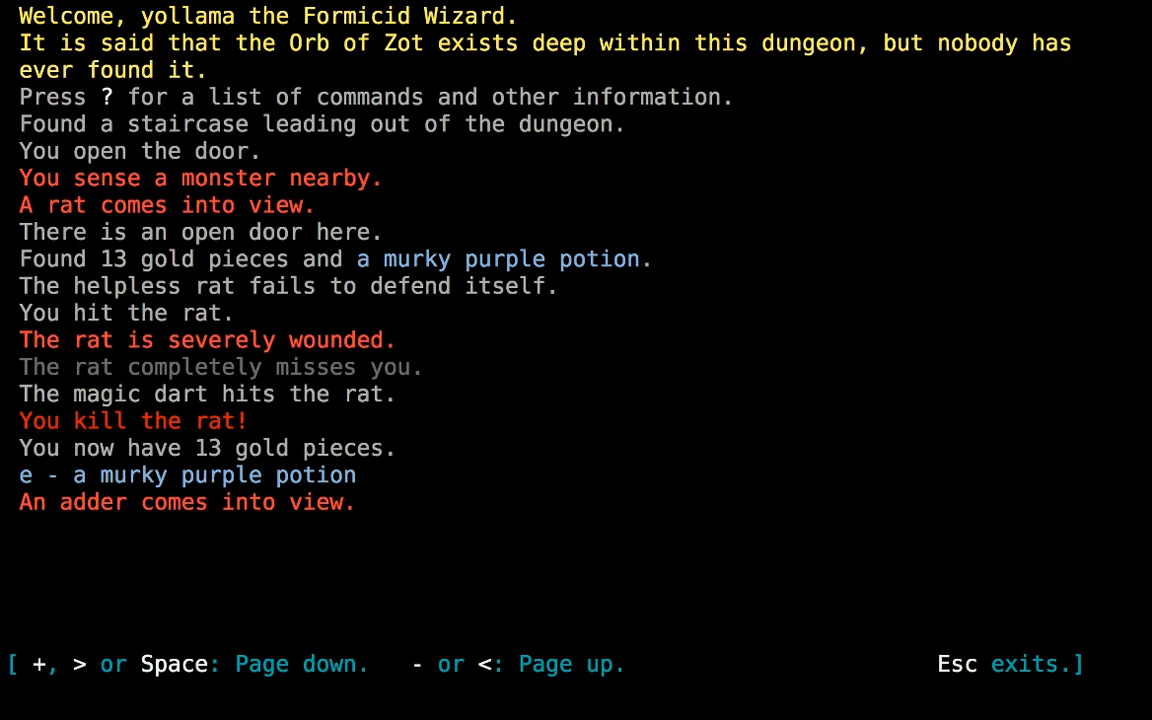 Welcome, yollama the Formicid Wizard.
It is said that the Orb of Zot exists deep within this dungeon, but nobody has
ever found it.
Press ? for a list of commands and other information.
Found a staircase leading out of the dungeon.
You open the door.
You sense a monster nearby.
A rat comes into view.
There is an open door here.
Found 13 gold pieces and a murky purple potion.
The helpless rat fails to defend itself.
You hit the rat.
The rat is severely wounded.
The rat completely misses you.
The magic dart hits the rat.
You kill the rat!
You now have 13 gold pieces.
e - a murky purple potion
An adder comes into view.
[ +, > or Space: Page down.   - or <: Page up.                       Esc exits.]